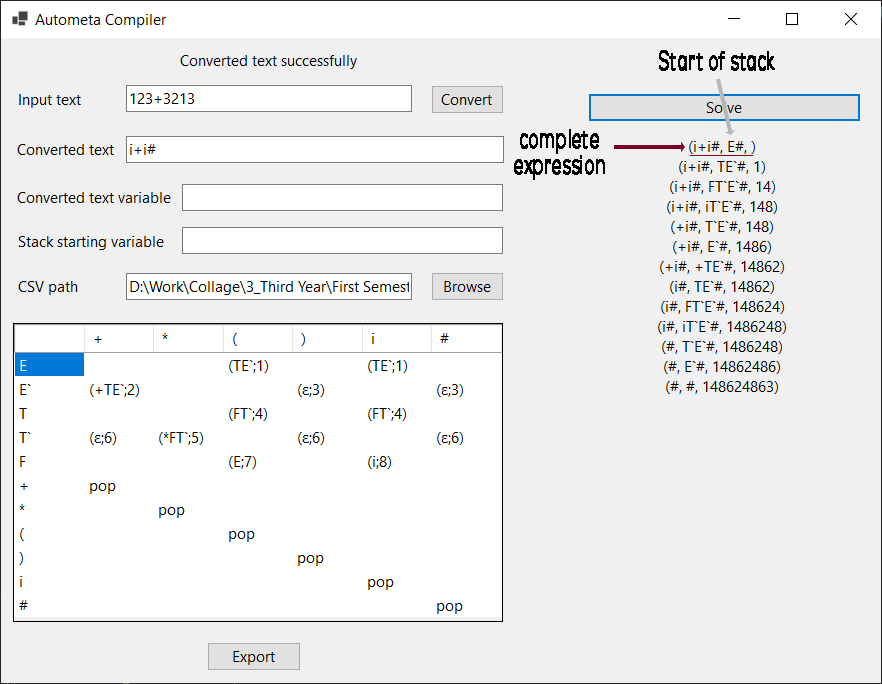 Autometa Compiler
Converted text successfully
Input text 123+3213 Convert
Converted text i+i#
Converted text variable
Stack starting variable
CSV path D:\Work\Collage\3_Third Year\First Semest Browse
+ * ( ) i #
E (TE`;1) (TE`;1)
E` (+TE`;2) (ε;3) (ε;3)
T (FT`;4) (FT`;4)
T` (ε;6) (*FT`;5) (ε;6) (ε;6)
F (E;7) (i;8)
+ pop
* pop
( pop
) pop
i pop
# pop
Export
Start of stack
Solve
complete
expression
(i+i#, E#, )
(i+i#, TE`#, 1)
(i+i#, FT`E`#, 14)
(i+i#, iT`E`#, 148)
(+i#, T`E`#, 148)
(+i#, E`#, 1486)
(+i#, +TE`#, 14862)
(i#, TE`#, 14862)
(i#, FT`E`#, 148624)
(i#, iT`E`#, 1486248)
(#, T`E`#, 1486248)
(#, E`#, 14862486)
(#, #, 148624863)